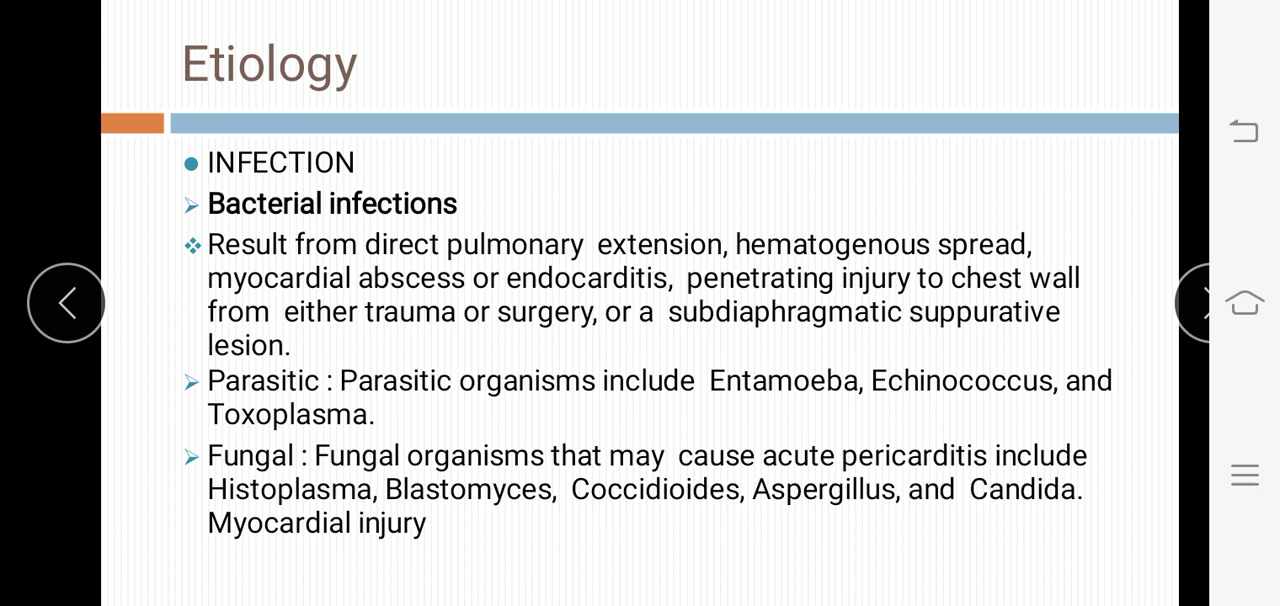 Etiology
INFECTION
Bacterial infections
Result from direct pulmonary extension, hematogenous spread,
myocardial abscess or endocarditis, penetrating injury to chest wall
from either trauma or surgery, or a subdiaphragmatic suppurative
lesion.
Parasitic : Parasitic organisms include Entamoeba, Echinococcus, and
Toxoplasma.
Fungal : Fungal organisms that may cause acute pericarditis include
Histoplasma, Blastomyces, Coccidioides, Aspergillus, and Candida.
Myocardial injury